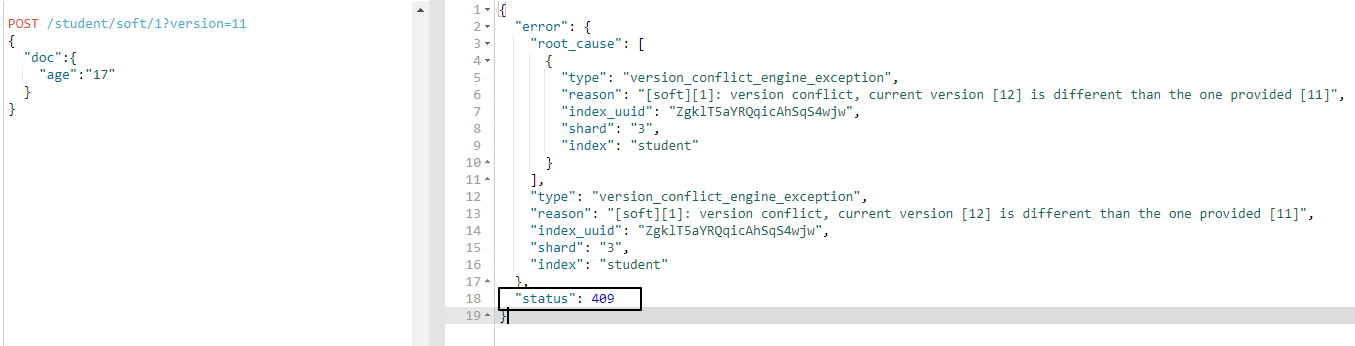 POST /student/soft/1?version=11
{
  "doc":{
    "age":"17"
  }
}
1 {
2   "error": {
3     "root_cause": [
4       {
5         "type": "version_conflict_engine_exception",
6         "reason": "[soft][1]: version conflict, current version [12] is different than the one provided [11]",
7         "index_uuid": "ZgklT5aYRQqicAhSqS4wjw",
8         "shard": "3",
9         "index": "student"
10       }
11     ],
12     "type": "version_conflict_engine_exception",
13     "reason": "[soft][1]: version conflict, current version [12] is different than the one provided [11]",
14     "index_uuid": "ZgklT5aYRQqicAhSqS4wjw",
15     "shard": "3",
16     "index": "student"
17   },
18   "status": 409
19 }